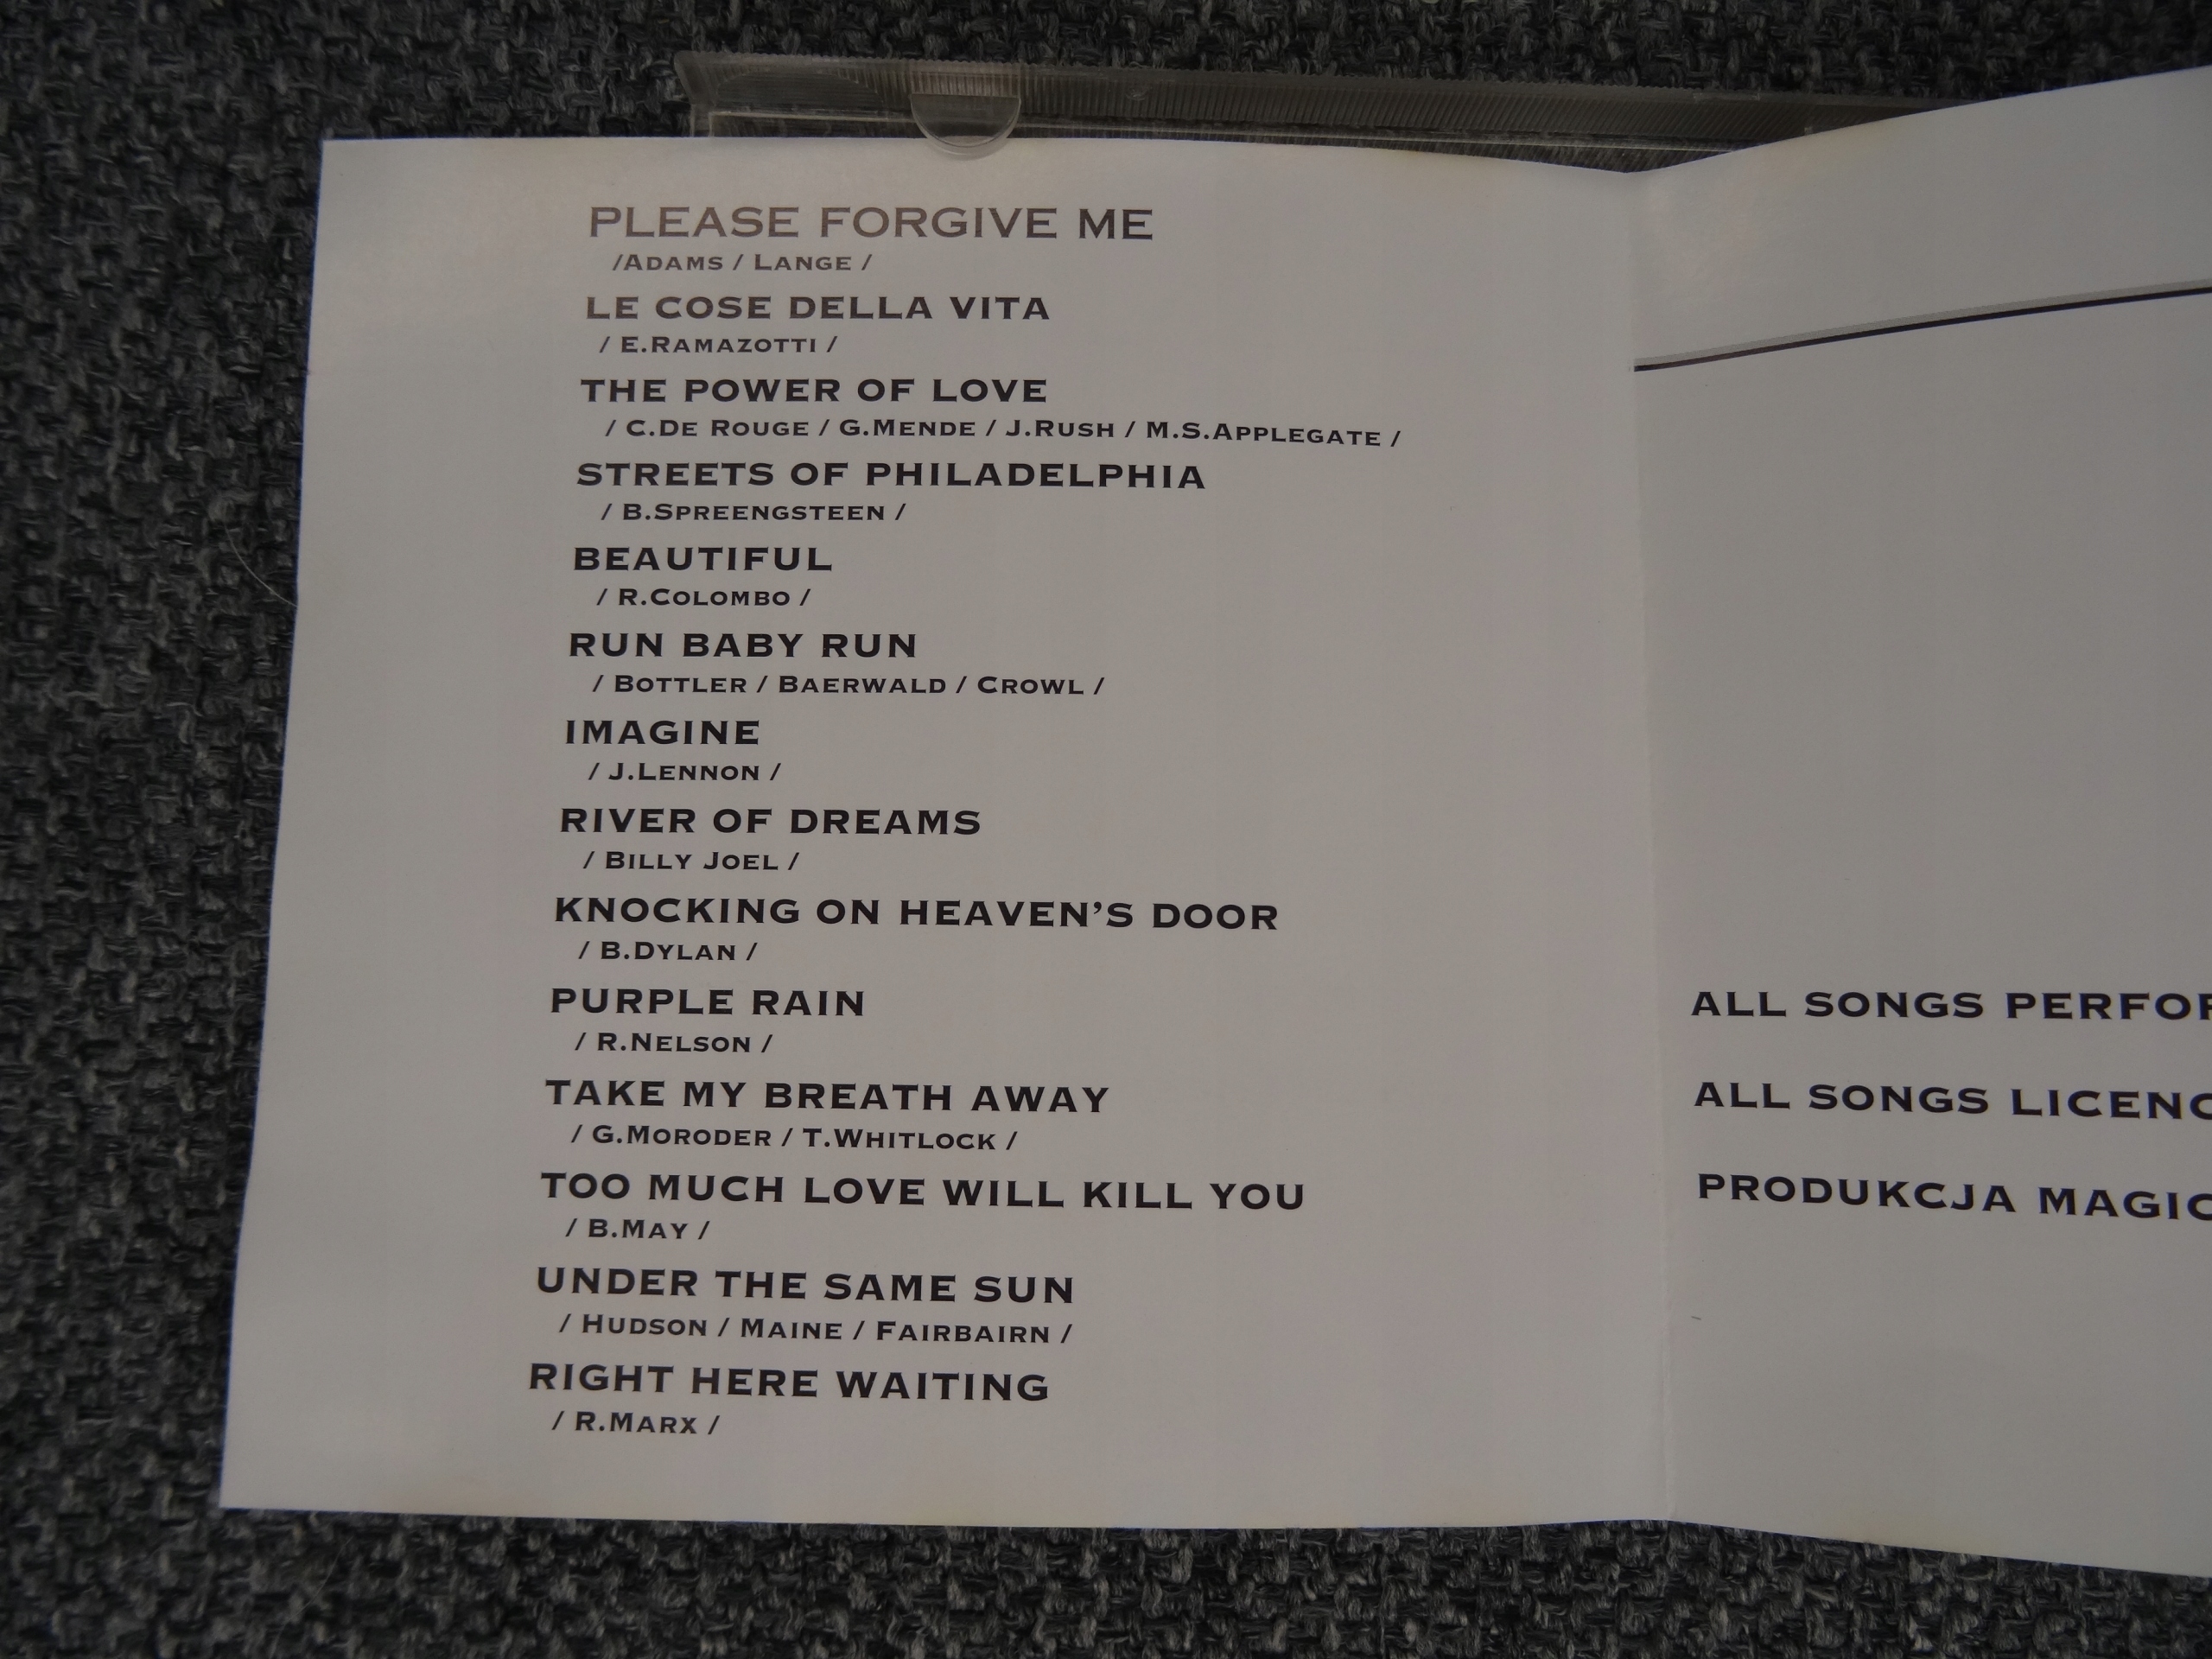 PLEASE FORGIVE ME
/ADAMS / LANGE /
LE COSE DELLA VITA
/ E.RAMAZOTTI /
THE POWER OF LOVE
/ C.DE ROUGE / G.MENDE / J.RUSH / M.S.APPLEGATE /
STREETS OF PHILADELPHIA
/ B.SPREENGSTEEN /
BEAUTIFUL
/ R.COLOMBO /
RUN BABY RUN
/ BOTTLER / BAERWALD / CROWL /
IMAGINE
/ J.LENNON /
RIVER OF DREAMS
/ BILLY JOEL /
KNOCKING ON HEAVEN'S DOOR
/ B.DYLAN /
PURPLE RAIN
/ R.NELSON /
TAKE MY BREATH AWAY
/ G.MORODER / T.WHITLOCK /
TOO MUCH LOVE WILL KILL YOU
/ B.MAY /
UNDER THE SAME SUN
/ HUDSON / MAINE / FAIRBAIRN /
RIGHT HERE WAITING
/ R.MARX /
ALL SONGS
ALL SONGS
PRODUKCJA